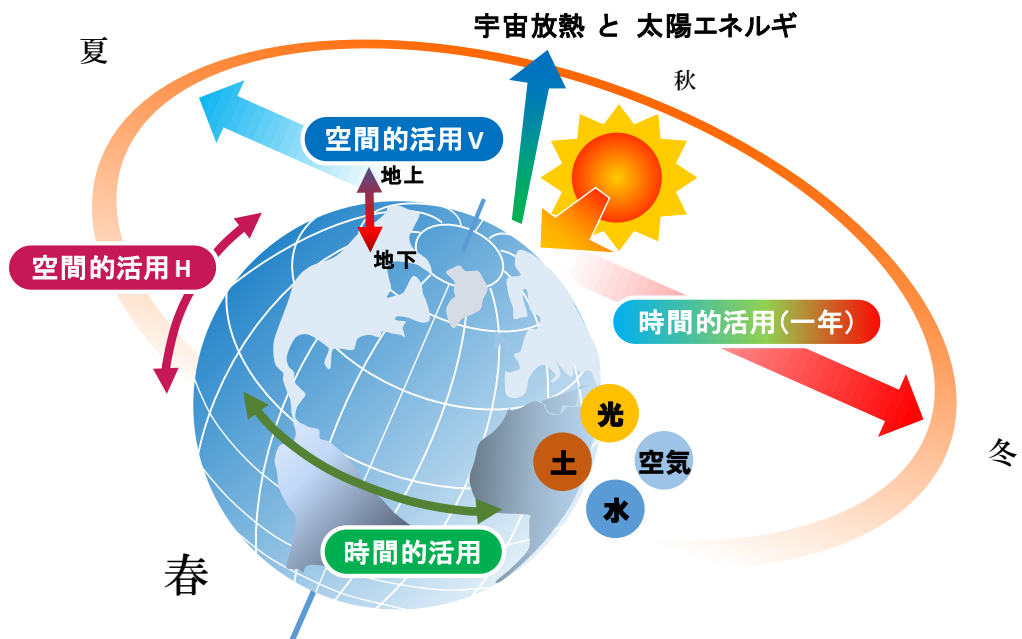 宇宙放熱 と 太陽エネルギ
夏
秋
空間的活用V
地上
地下
空間的活用H
時間的活用(一年)
光
土
空気
水
冬
時間的活用
春